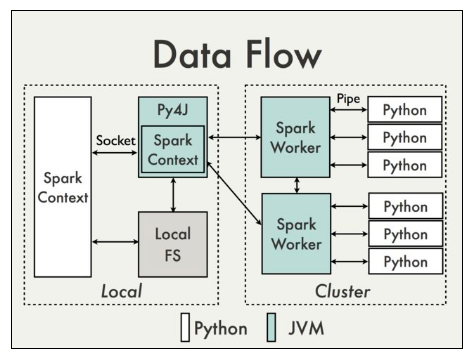 Data Flow
Py4J
Spark
Context
Socket
Spark
Context
Local
FS
Local
Pipe
Spark
Worker
Python
Python
Python
Spark
Worker
Python
Python
Python
Cluster
Python
JVM